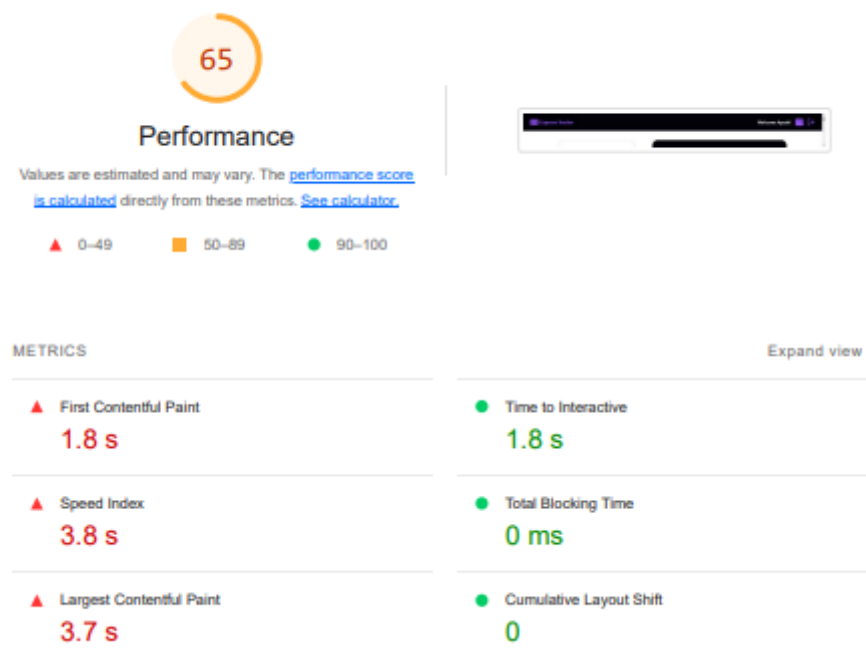 65
Performance
Values are estimated and may vary. The performance score
is calculated directly from these metrics. See calculator.
0–49 50–89 90–100
METRICS Expand view
First Contentful Paint
1.8 s
Time to Interactive
1.8 s
Speed Index
3.8 s
Total Blocking Time
0 ms
Largest Contentful Paint
3.7 s
Cumulative Layout Shift
0